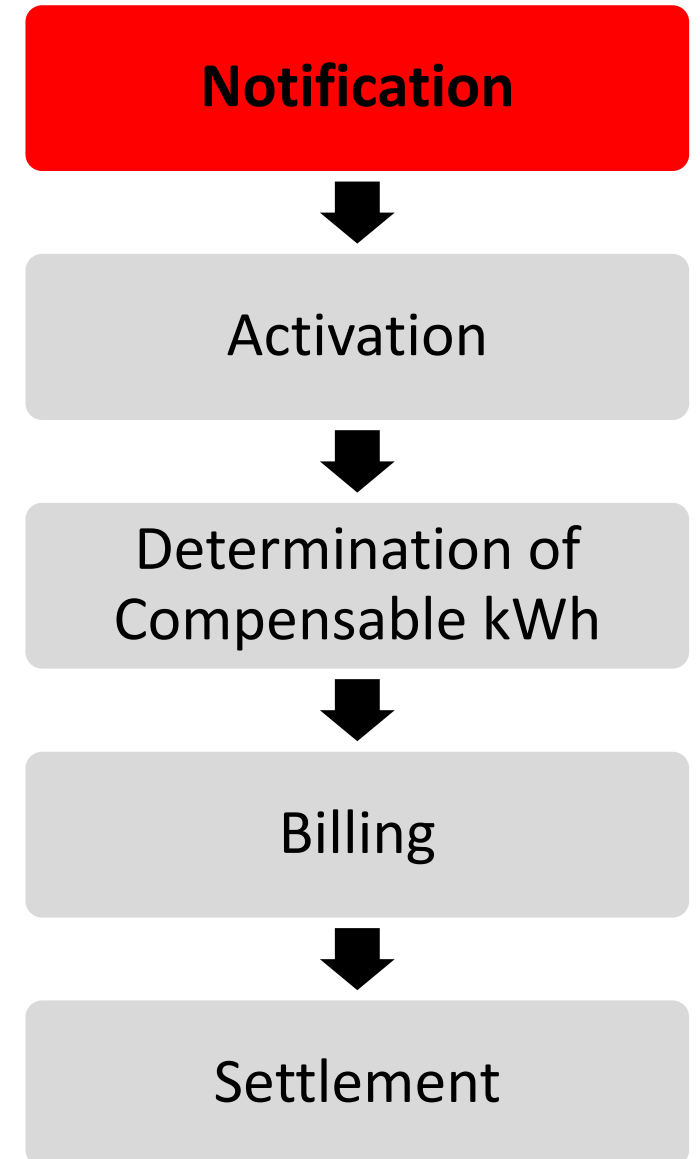 Notification
Activation
Determination of
Compensable kWh
Billing
Settlement